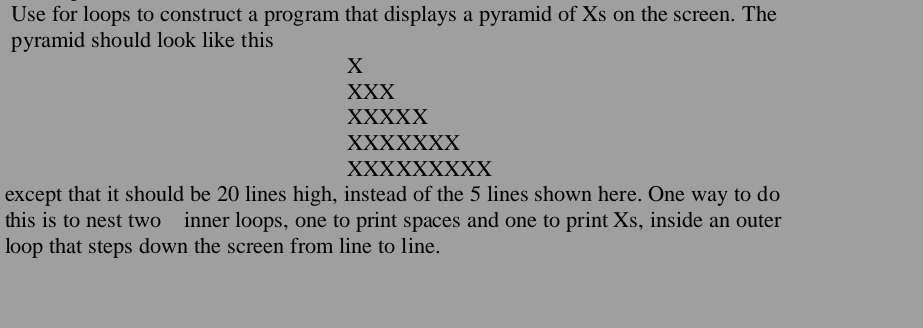 Use for loops to construct a program that displays a pyramid of Xs on the screen. The
pyramid should look like this
X
XXX
XXXXX
XXXXXXX
XXXXXXXXX
except that it should be 20 lines high, instead of the 5 lines shown here. One way to do
this is to nest two inner loops, one to print spaces and one to print Xs, inside an outer
loop that steps down the screen from line to line.